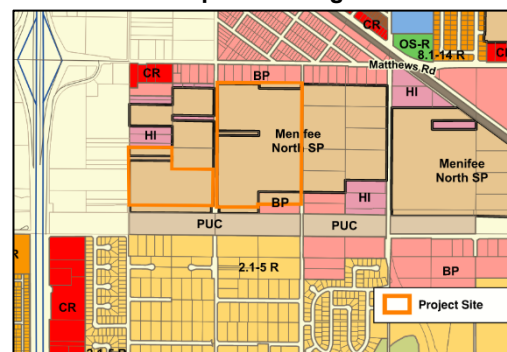 CR
OS-R
8.1-14 R
Matthews Rd
CR
BP
HI
HI
Menifee
North SP
Menifee
North SP
HI
BP
PUC
PUC
2.1-5 R
BP
CR
Project Site